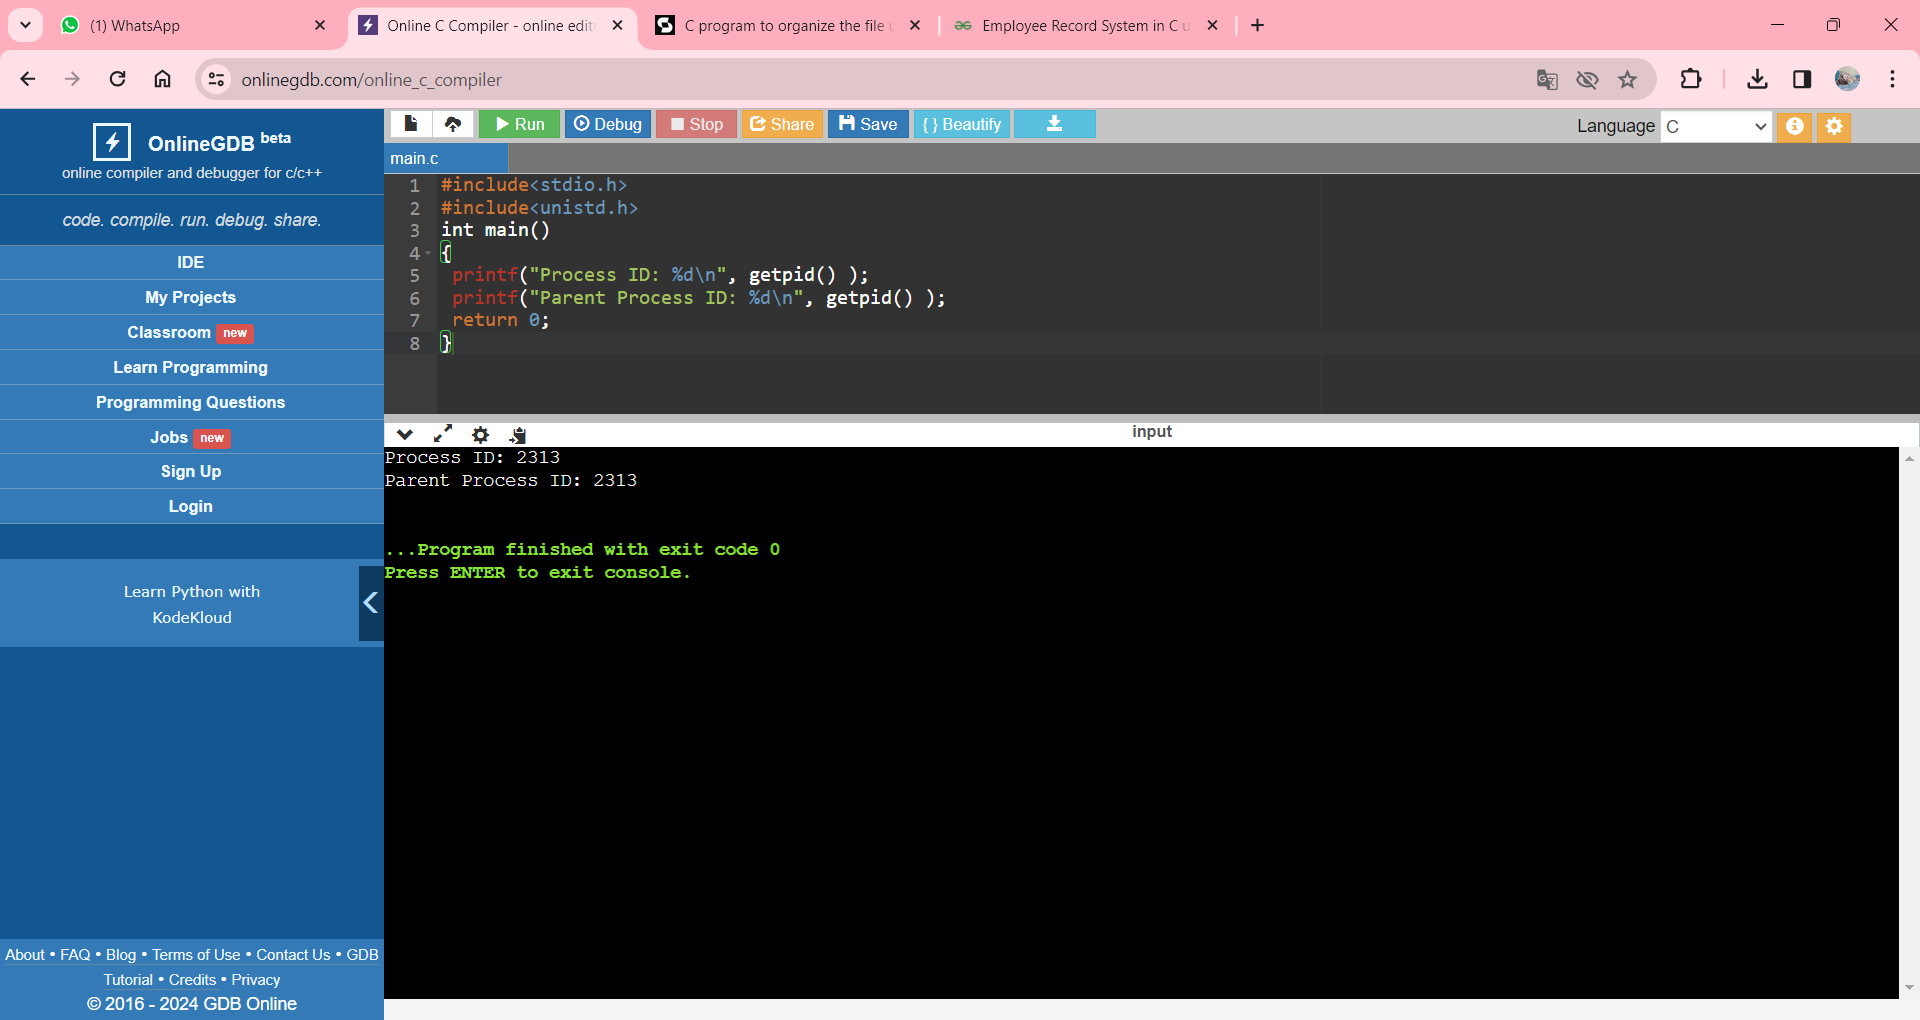 (1) WhatsApp
Online C Compiler - online edit
C program to organize the file
Employee Record System in C u
onlinegdb.com/online_c_compiler
OnlineGDB beta
online compiler and debugger for c/c++
code. compile. run. debug. share.
IDE
My Projects
Classroom new
Learn Programming
Programming Questions
Jobs new
Sign Up
Login
Learn Python with
KodeKloud
About • FAQ • Blog • Terms of Use • Contact Us • GDB
Tutorial • Credits • Privacy
© 2016 - 2024 GDB Online
Run Debug Stop Share Save { } Beautify
Language C
main.c
1 #include<stdio.h>
2 #include<unistd.h>
3 int main()
4 {
5 printf("Process ID: %d\n", getpid() );
6 printf("Parent Process ID: %d\n", getpid() );
7 return 0;
8 }
input
Process ID: 2313
Parent Process ID: 2313
...Program finished with exit code 0
Press ENTER to exit console.